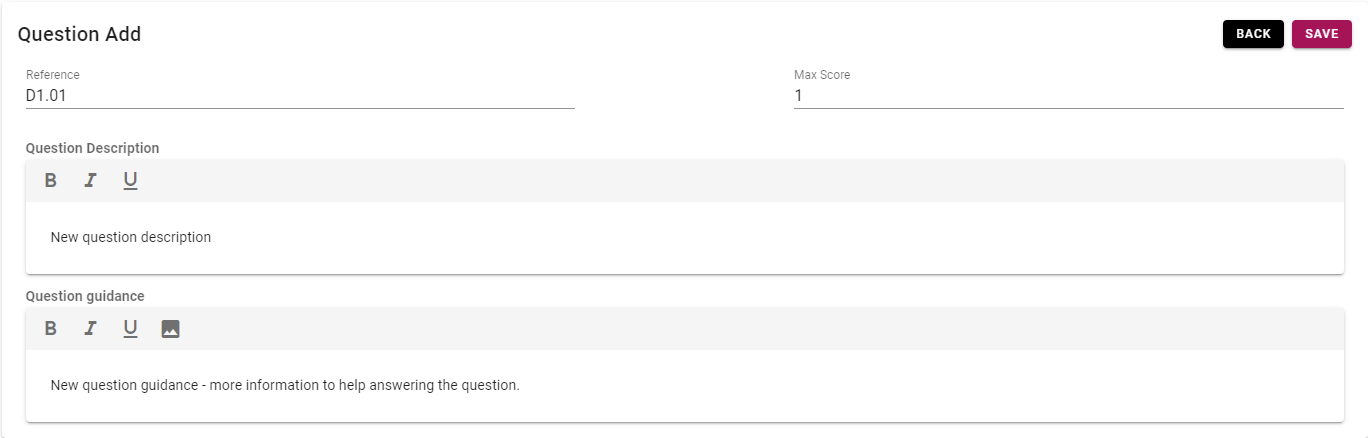 Question Add
BACK SAVE
Reference
D1.01
Max Score
1
Question Description
B I U
New question description
Question guidance
B I U
New question guidance - more information to help answering the question.